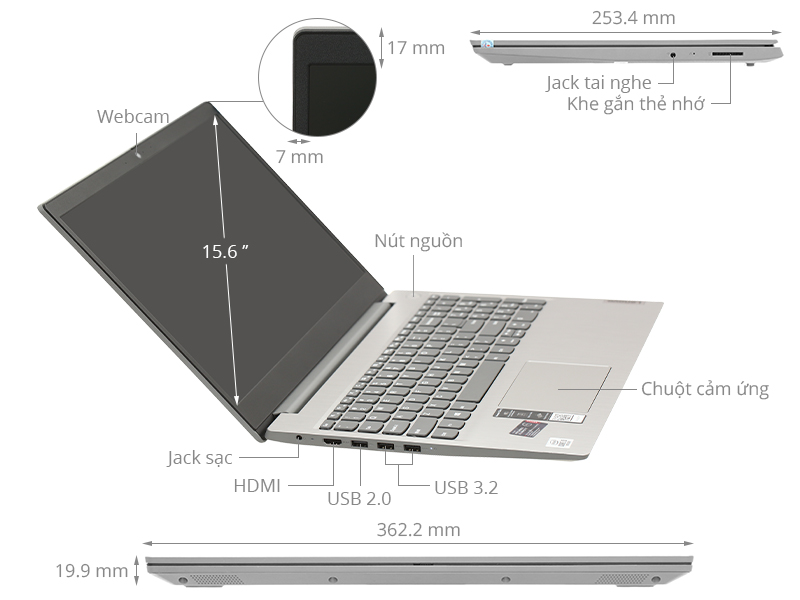 253.4 mm
17 mm
Jack tai nghe
Khe gắn thẻ nhớ
Webcam
7 mm
15.6 ”
Nút nguồn
Chuột cảm ứng
Jack sạc
HDMI
USB 2.0
USB 3.2
362.2 mm
19.9 mm